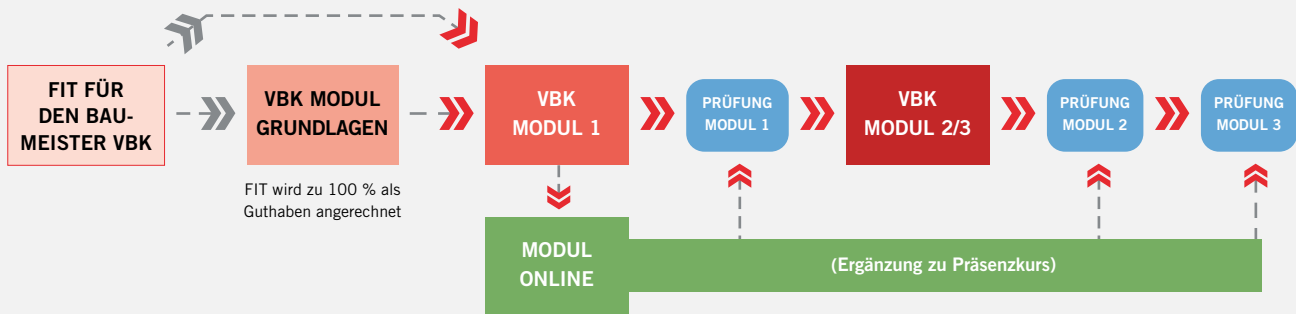 FIT FÜR
DEN BAU-
MEISTER VBK
VBK MODUL
GRUNDLAGEN
FIT wird zu 100 % als
Guthaben angerechnet
VBK
MODUL 1
PRÜFUNG
MODUL 1
VBK
MODUL 2/3
PRÜFUNG
MODUL 2
PRÜFUNG
MODUL 3
MODUL
ONLINE
(Ergänzung zu Präsenzkurs)